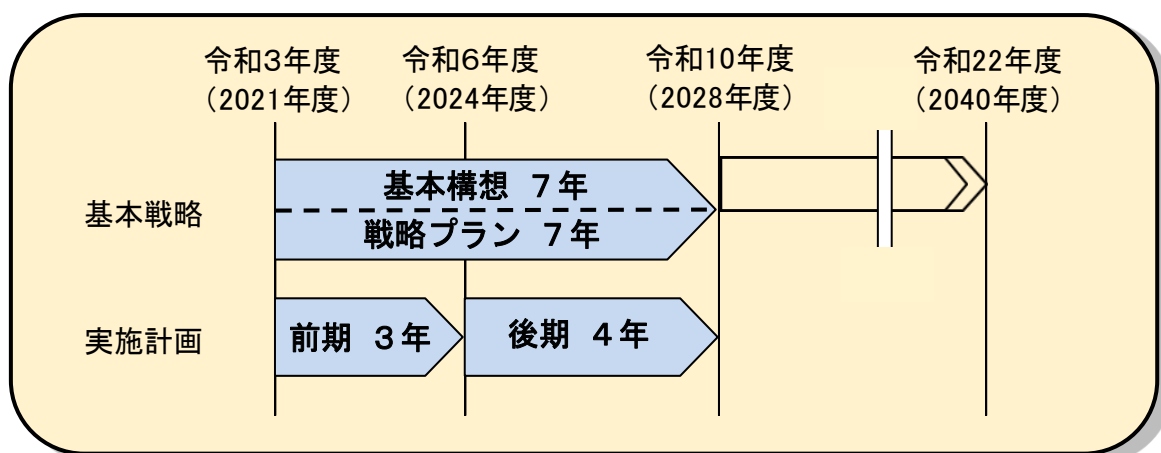 令和３年度
（2021年度）
令和６年度
（2024年度）
令和10年度
（2028年度）
令和22年度
（2040年度）
基本戦略
基本構想 ７年
戦略プラン ７年
実施計画
前期 ３年
後期 ４年